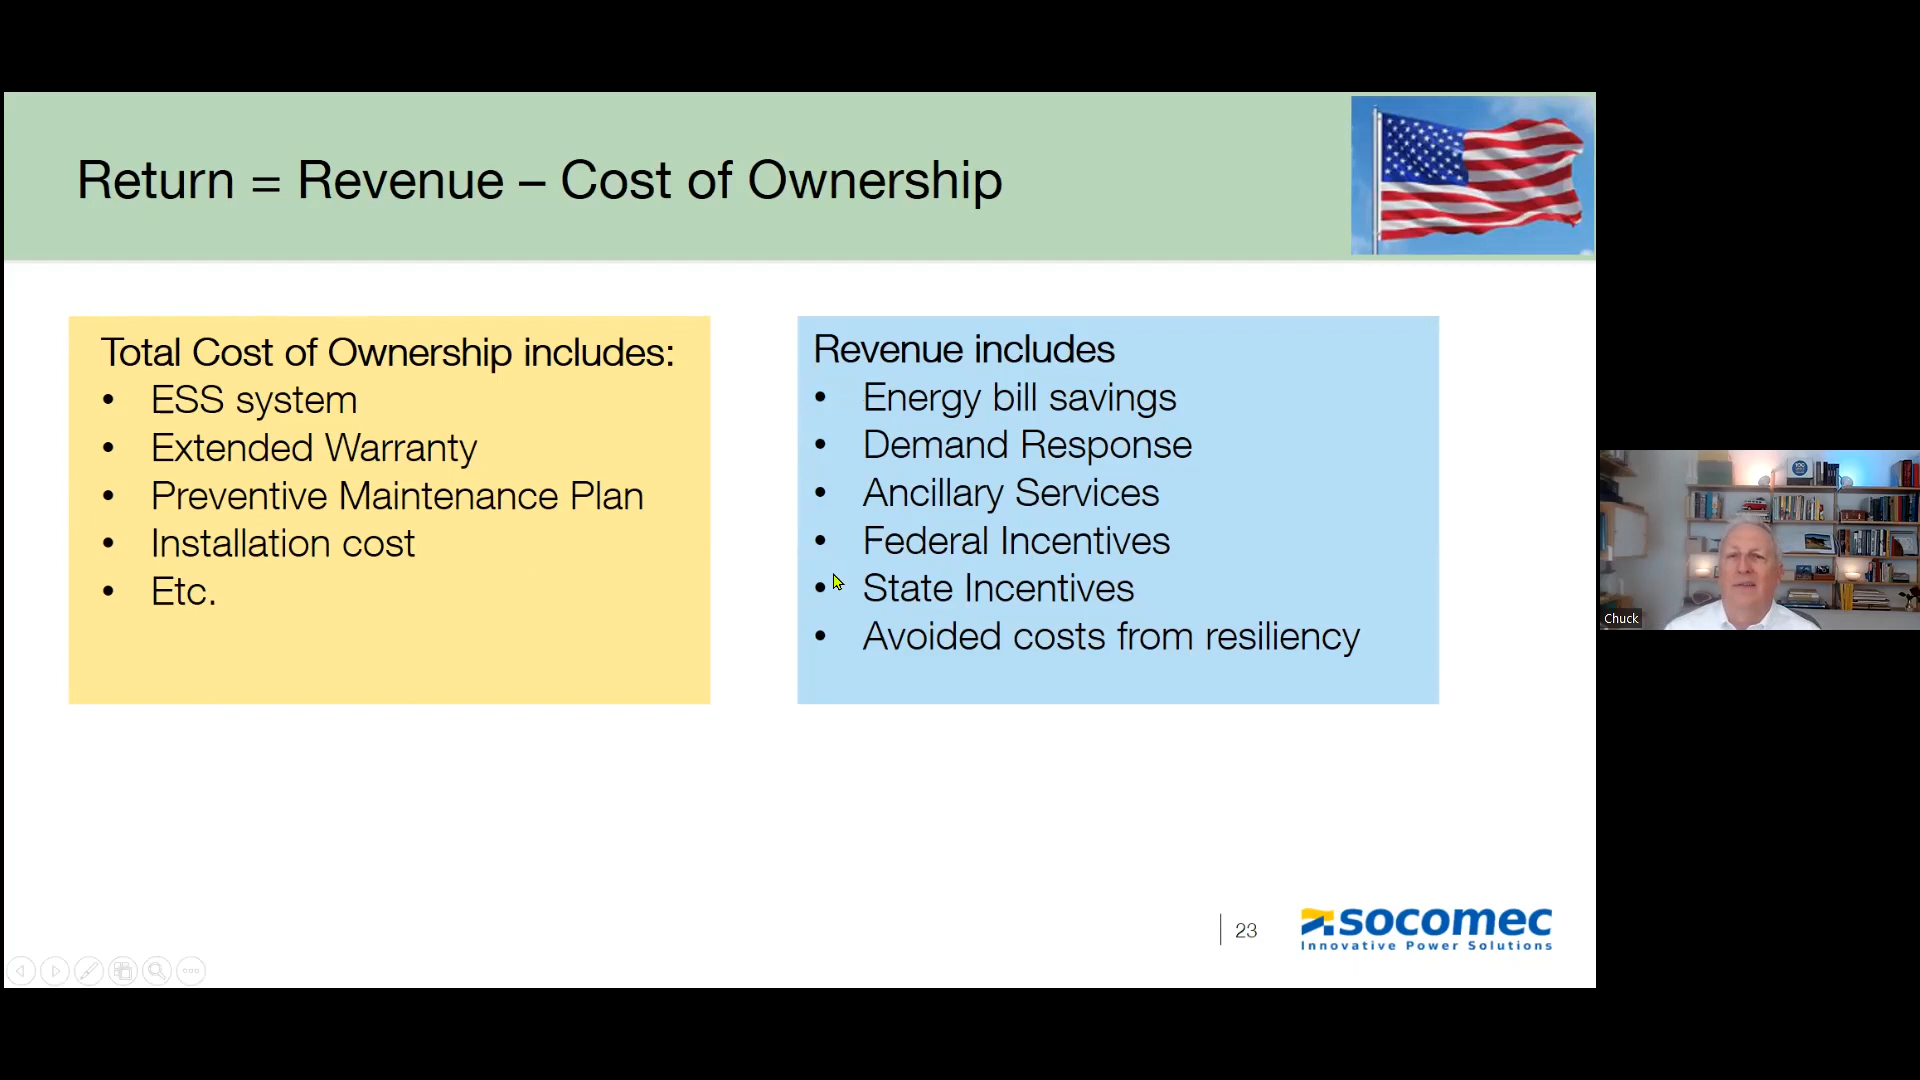 Return = Revenue – Cost of Ownership
Total Cost of Ownership includes:
• ESS system
• Extended Warranty
• Preventive Maintenance Plan
• Installation cost
• Etc.
Revenue includes
• Energy bill savings
• Demand Response
• Ancillary Services
• Federal Incentives
• State Incentives
• Avoided costs from resiliency
Chuck
23
socomec
Innovative Power Solutions